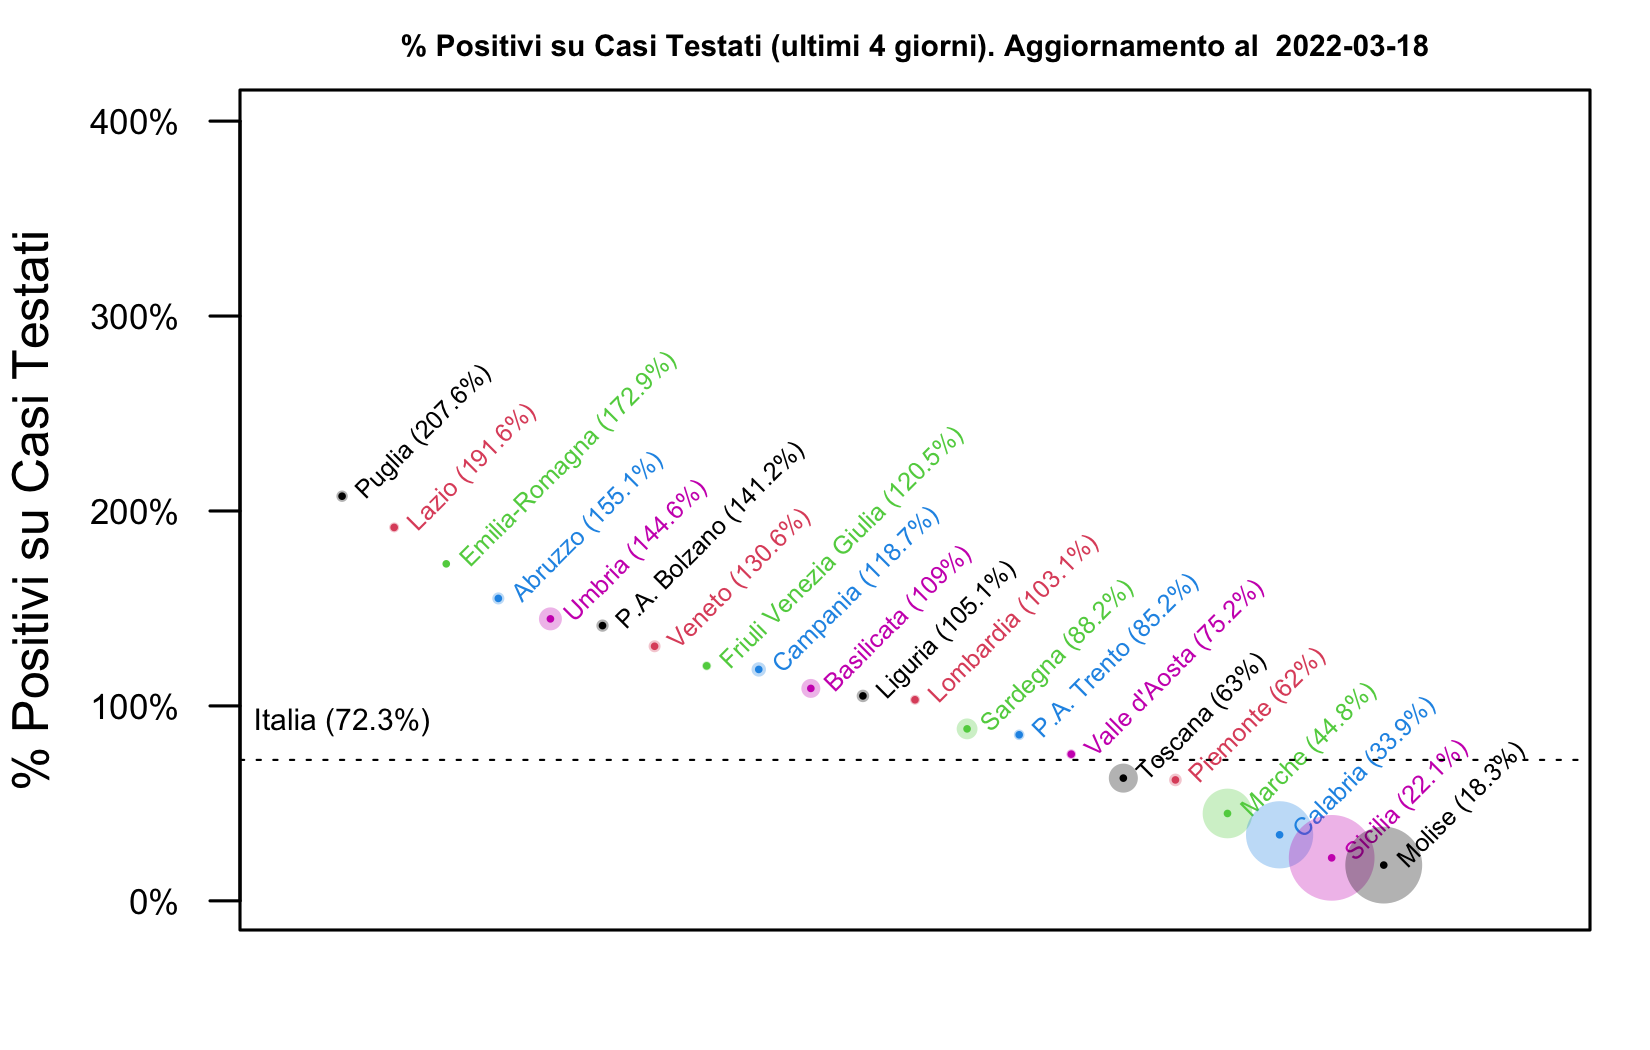 % Positivi su Casi Testati (ultimi 4 giorni). Aggiornamento al  2022-03-18
% Positivi su Casi Testati
400%
300%
200%
100%
0%
Italia (72.3%)
Puglia (207.6%)
Lazio (191.6%)
Emilia-Romagna (172.9%)
Abruzzo (155.1%)
Umbria (144.6%)
P.A. Bolzano (141.2%)
Veneto (130.6%)
Friuli Venezia Giulia (120.5%)
Campania (118.7%)
Basilicata (109%)
Liguria (105.1%)
Lombardia (103.1%)
Sardegna (88.2%)
P.A. Trento (85.2%)
Valle d'Aosta (75.2%)
Toscana (63%)
Piemonte (62%)
Marche (44.8%)
Calabria (33.9%)
Sicilia (22.1%)
Molise (18.3%)